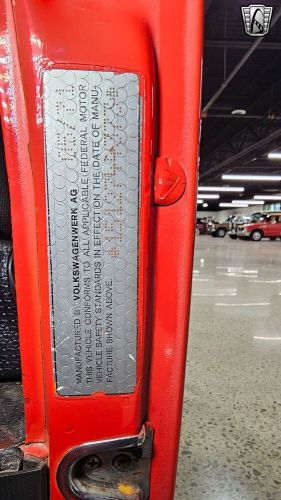 MANUFACTURED BY VOLKSWAGENWERK AG
THIS VEHICLE CONFORMS TO ALL APPLICABLE FEDERAL MOTOR
VEHICLE SAFETY STANDARDS IN EFFECT ON THE DATE OF MANU-
FACTURE SHOWN ABOVE.